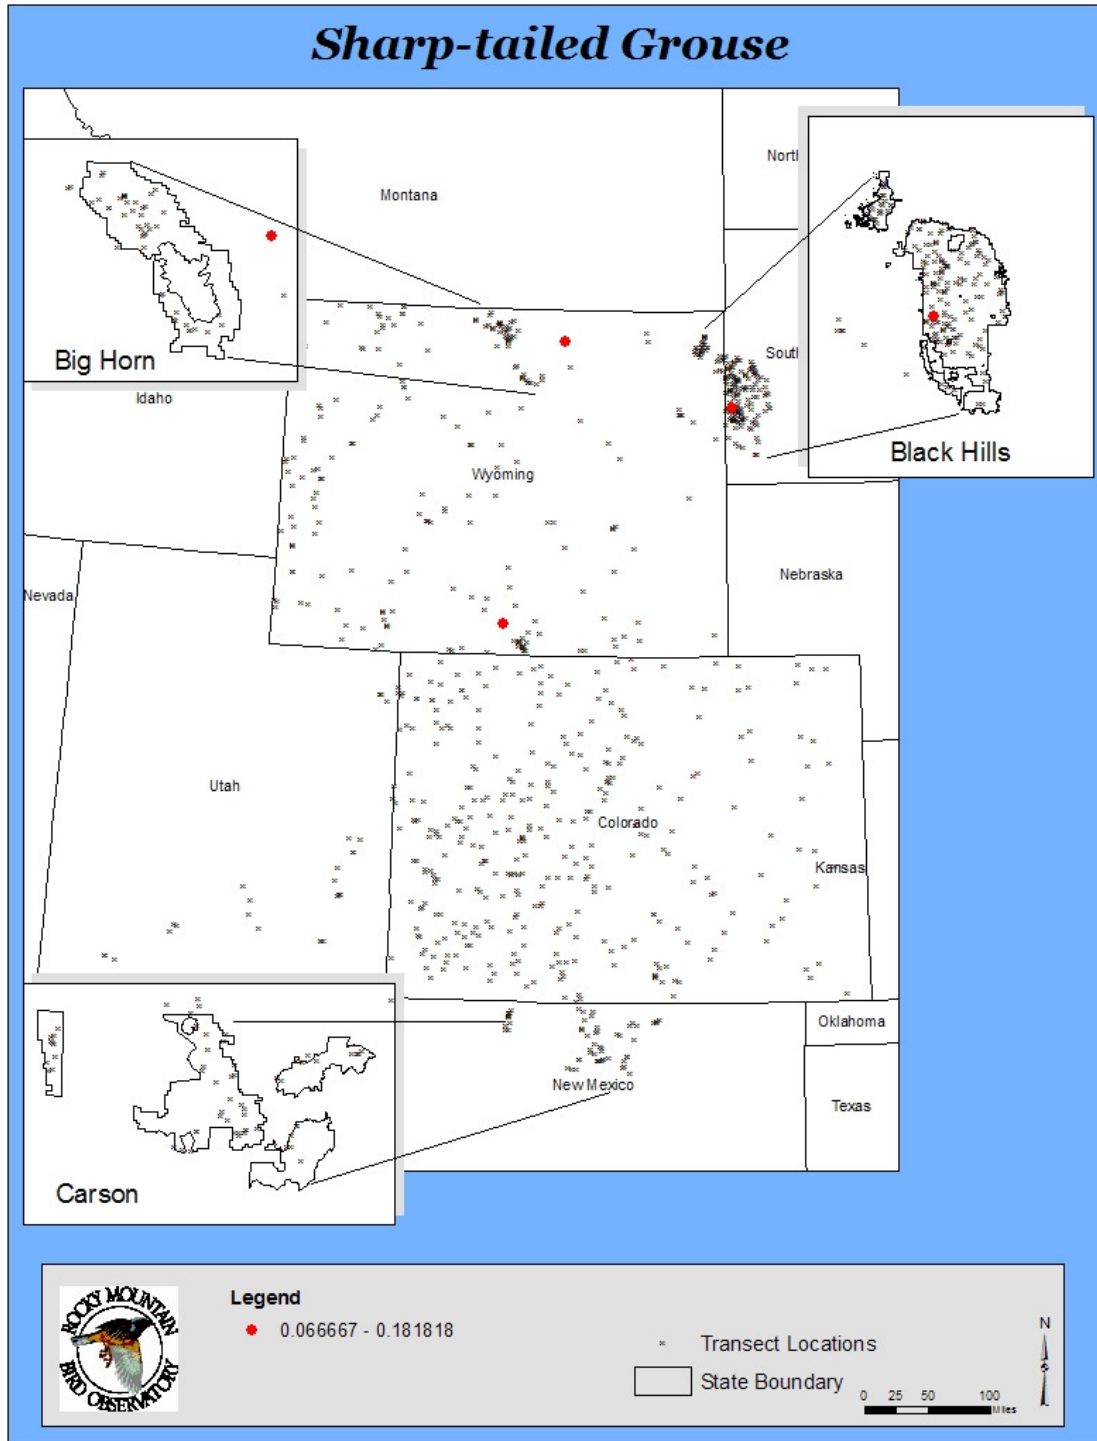 Sharp-tailed Grouse
Montana
North
Big Horn
Idaho
South
Black Hills
Wyoming
Nebraska
Nevada
Utah
Colorado
Kansas
Oklahoma
New Mexico
Texas
Carson
Legend
0.066667 - 0.181818
Transect Locations
State Boundary
N
0 25 50 100
Miles
ROCKY MOUNTAIN
BIRD OBSERVATORY